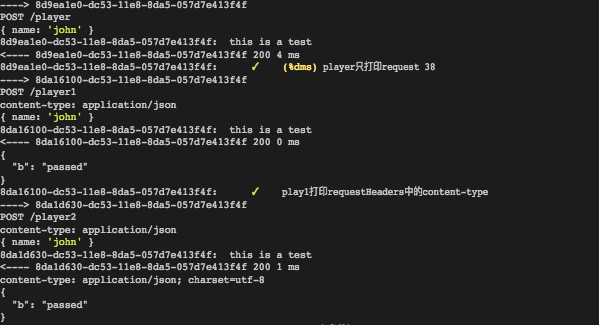 ----> 8d9ea1e0-dc53-11e8-8da5-057d7e413f4f
POST /player
{ name: 'john' }
8d9ea1e0-dc53-11e8-8da5-057d7e413f4f:  this is a test
<---- 8d9ea1e0-dc53-11e8-8da5-057d7e413f4f 200 4 ms
8d9ea1e0-dc53-11e8-8da5-057d7e413f4f: ✓ (%dms) player只打印request 38
----> 8da16100-dc53-11e8-8da5-057d7e413f4f
POST /player1
content-type: application/json
{ name: 'john' }
8da16100-dc53-11e8-8da5-057d7e413f4f:  this is a test
<---- 8da16100-dc53-11e8-8da5-057d7e413f4f 200 0 ms
{
  "b": "passed"
}
8da16100-dc53-11e8-8da5-057d7e413f4f: ✓ play1打印requestHeaders中的content-type
----> 8da1d630-dc53-11e8-8da5-057d7e413f4f
POST /player2
content-type: application/json
{ name: 'john' }
8da1d630-dc53-11e8-8da5-057d7e413f4f:  this is a test
<---- 8da1d630-dc53-11e8-8da5-057d7e413f4f 200 1 ms
content-type: application/json; charset=utf-8
{
  "b": "passed"
}